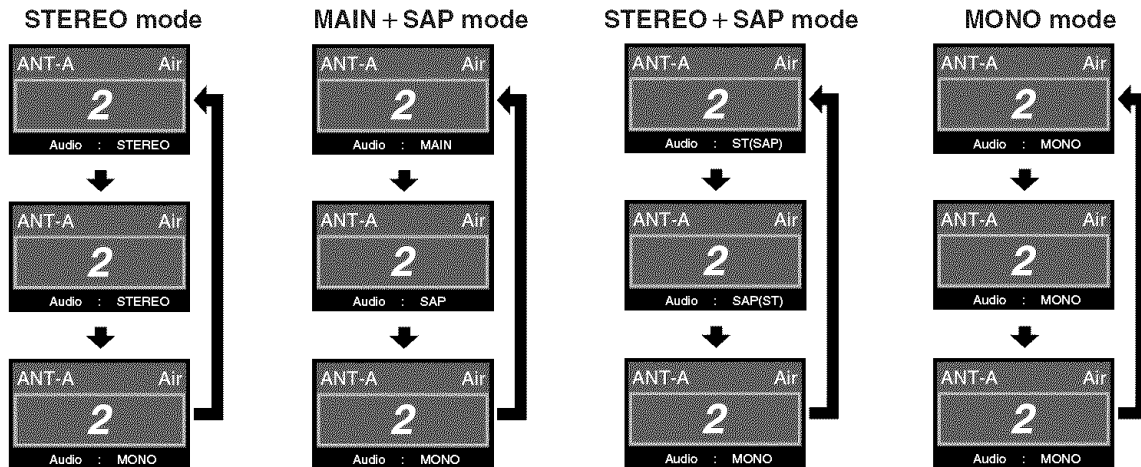 STEREO mode
ANT-A Air
2
Audio : STEREO
ANT-A Air
2
Audio : STEREO
ANT-A Air
2
Audio : MONO
MAIN + SAP mode
ANT-A Air
2
Audio : MAIN
ANT-A Air
2
Audio : SAP
ANT-A Air
2
Audio : MONO
STEREO + SAP mode
ANT-A Air
2
Audio : ST(SAP)
ANT-A Air
2
Audio : SAP(ST)
ANT-A Air
2
Audio : MONO
MONO mode
ANT-A Air
2
Audio : MONO
ANT-A Air
2
Audio : MONO
ANT-A Air
2
Audio : MONO